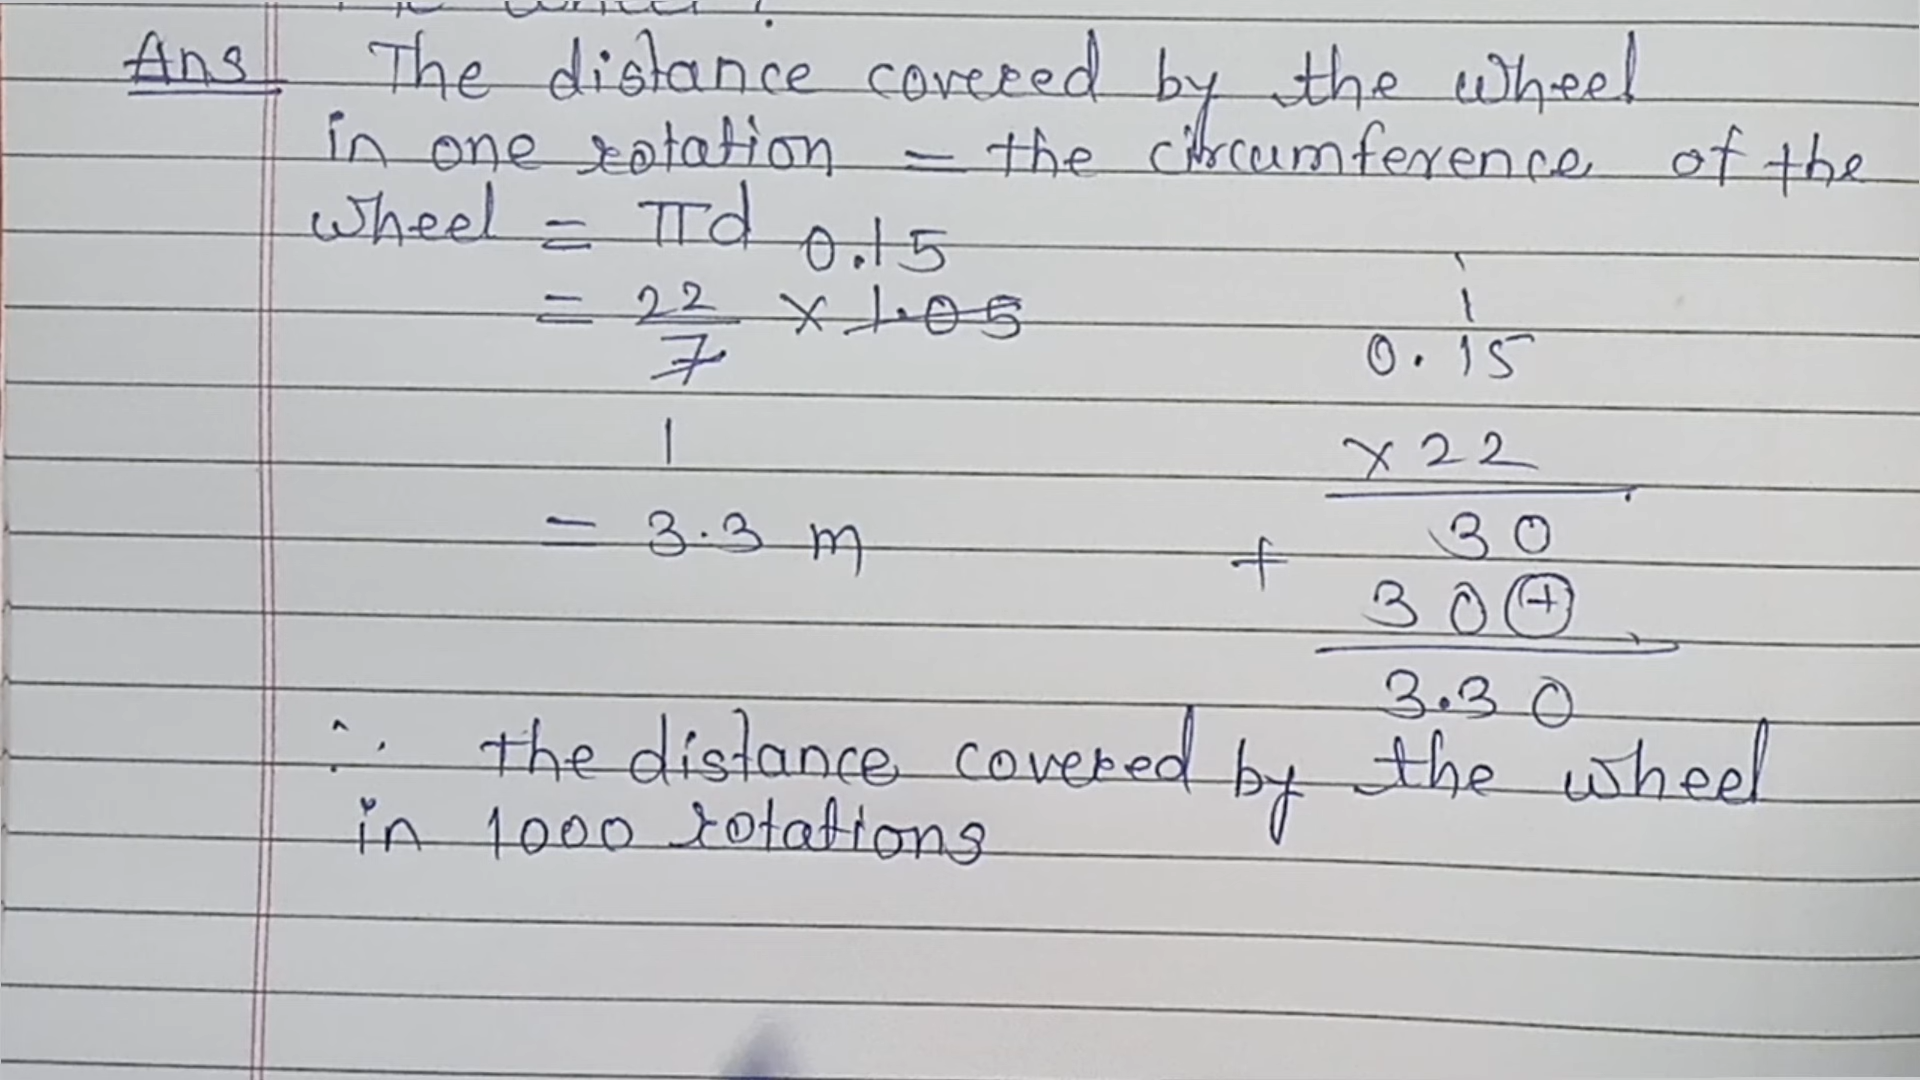 Ans The distance covered by the wheel
in one rotation = the circumference of the
wheel = πd
0.15
= 22/7 × 1.05
1
= 3.3 m
1
0.15
× 22
30
+ 300
3.30
∴ the distance covered by the wheel
in 1000 rotations